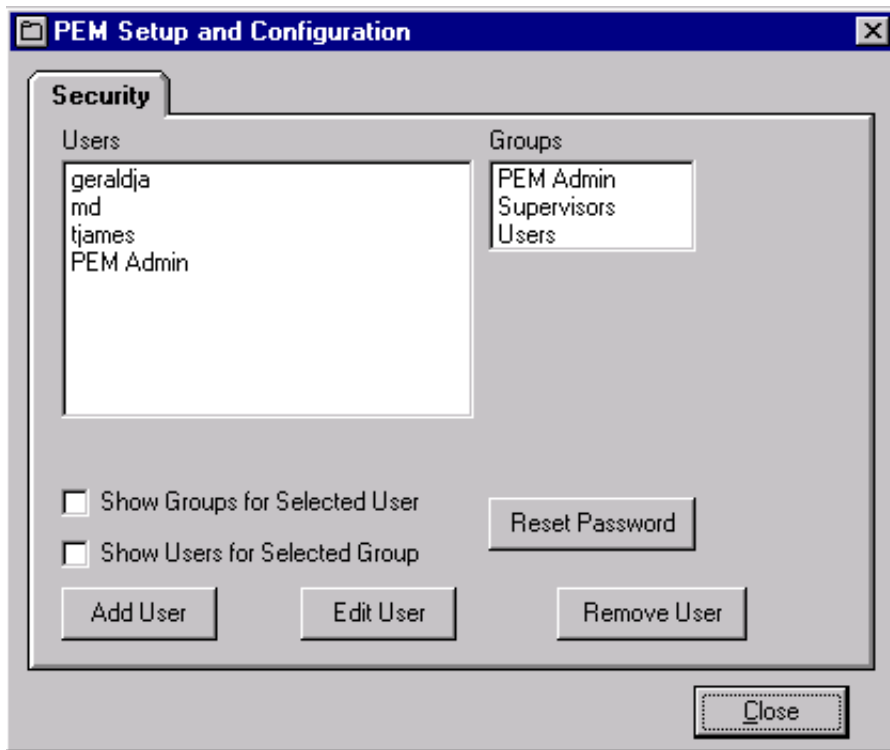 PEM Setup and Configuration
Security
Users
Groups
geraldja
md
tjames
PEM Admin
PEM Admin
Supervisors
Users
Show Groups for Selected User
Show Users for Selected Group
Reset Password
Add User
Edit User
Remove User
Close